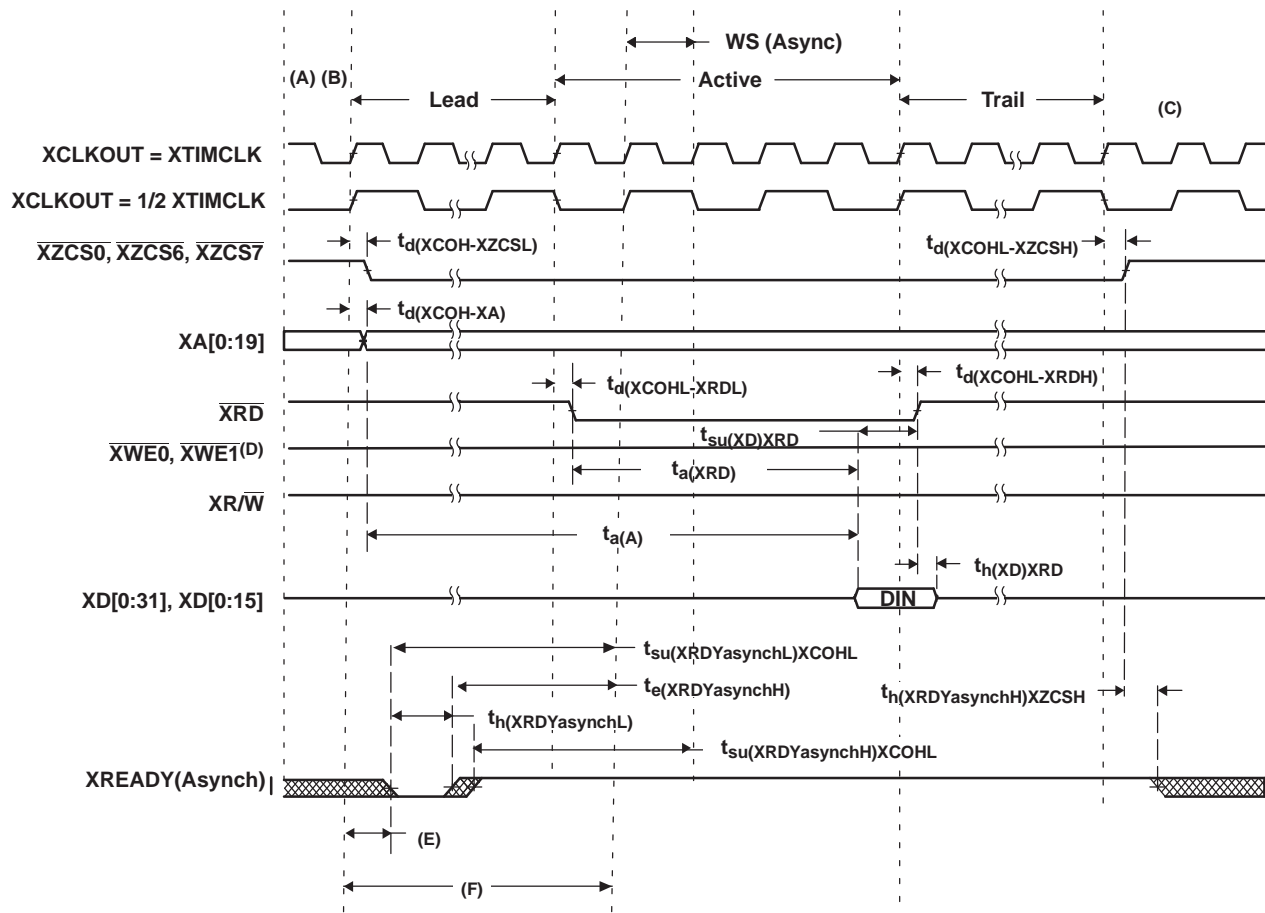 WS (Async)
(A) (B)
Active
Lead
Trail
(C)
XCLKOUT = XTIMCLK
XCLKOUT = 1/2 XTIMCLK
td(XCOH-XZCSL)
td(XCOHL-XZCSH)
XZCS0, XZCS6, XZCS7
td(XCOH-XA)
XA[0:19]
td(XCOHL-XRDL)
td(XCOHL-XRDH)
XRD
tsu(XD)XRD
XWE0, XWE1(D)
ta(XRD)
XR/W
ta(A)
th(XD)XRD
XD[0:31], XD[0:15]
DIN
tsu(XRDYasynchL)XCOHL
te(XRDYasynchH)
th(XRDYasynchH)XZCSH
th(XRDYasynchL)
tsu(XRDYasynchH)XCOHL
XREADY(Asynch)
(E)
(F)